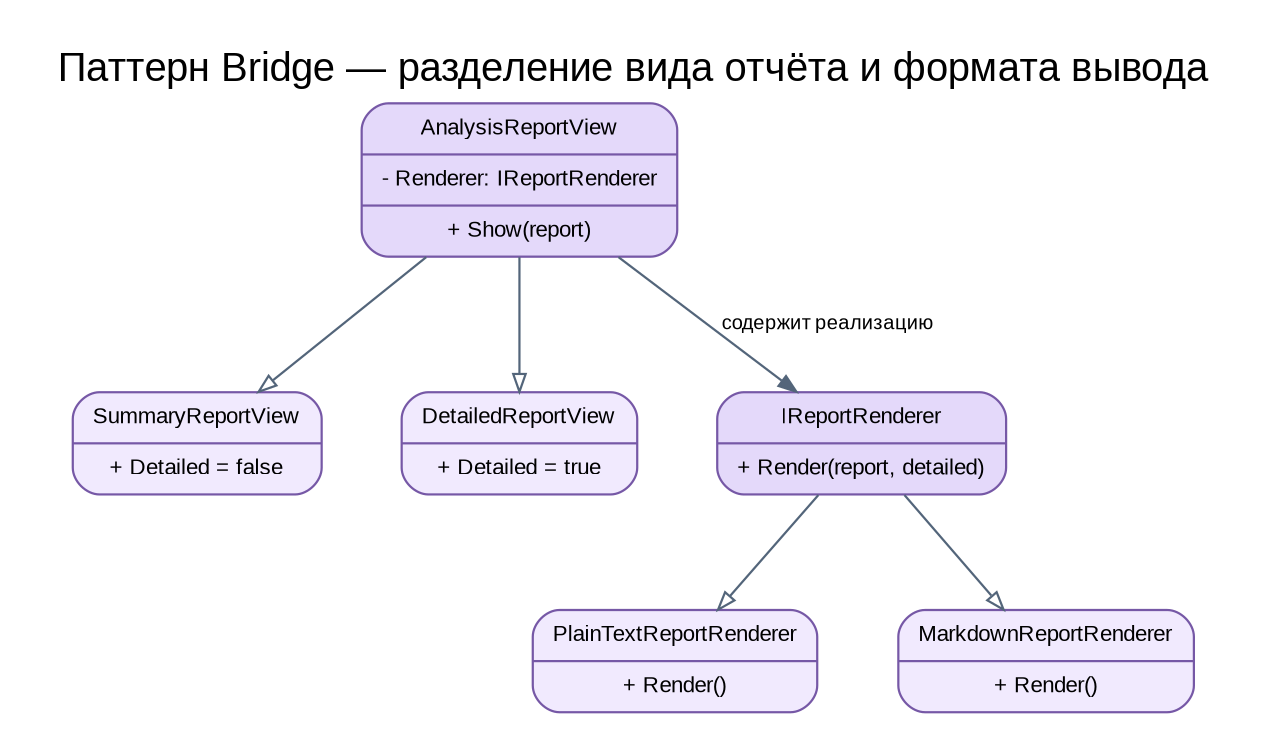 Паттерн Bridge — разделение вида отчёта и формата вывода
AnalysisReportView
- Renderer: IReportRenderer
+ Show(report)
содержит реализацию
SummaryReportView
+ Detailed = false
DetailedReportView
+ Detailed = true
IReportRenderer
+ Render(report, detailed)
PlainTextReportRenderer
+ Render()
MarkdownReportRenderer
+ Render()